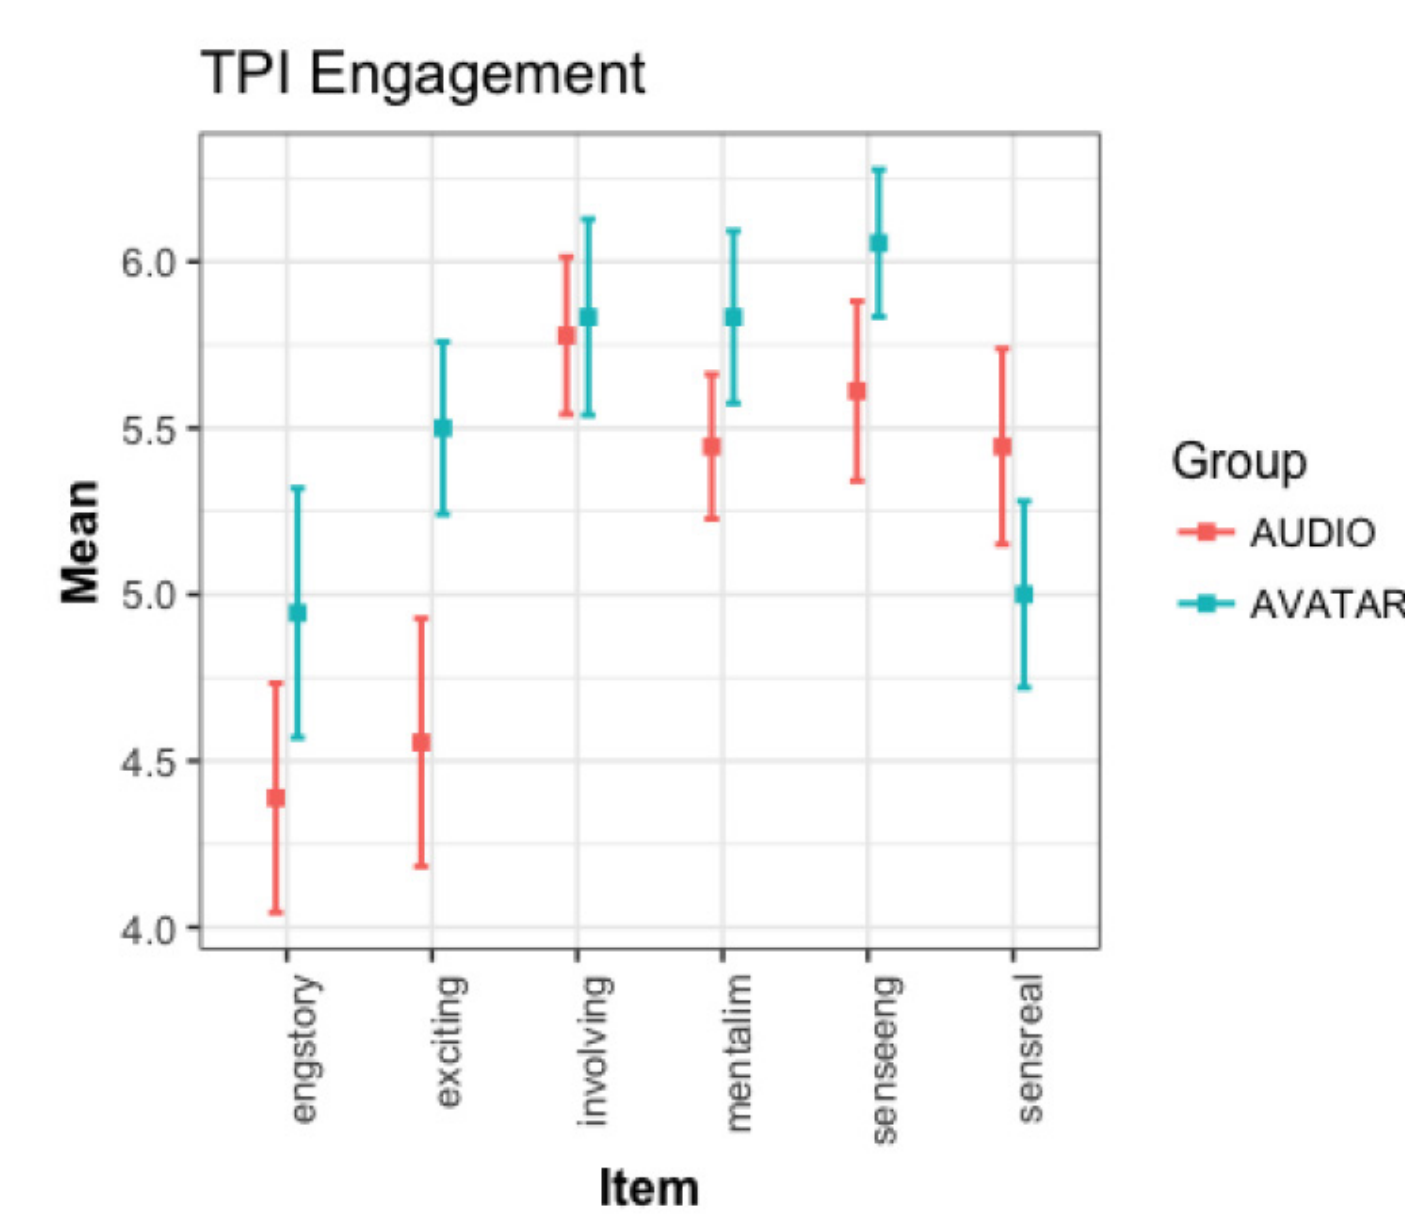 TPI Engagement
Mean
6.0
5.5
5.0
4.5
4.0
engstory
exciting
involving
mentalim
senseeng
sensreal
Item
Group
AUDIO
AVATAR